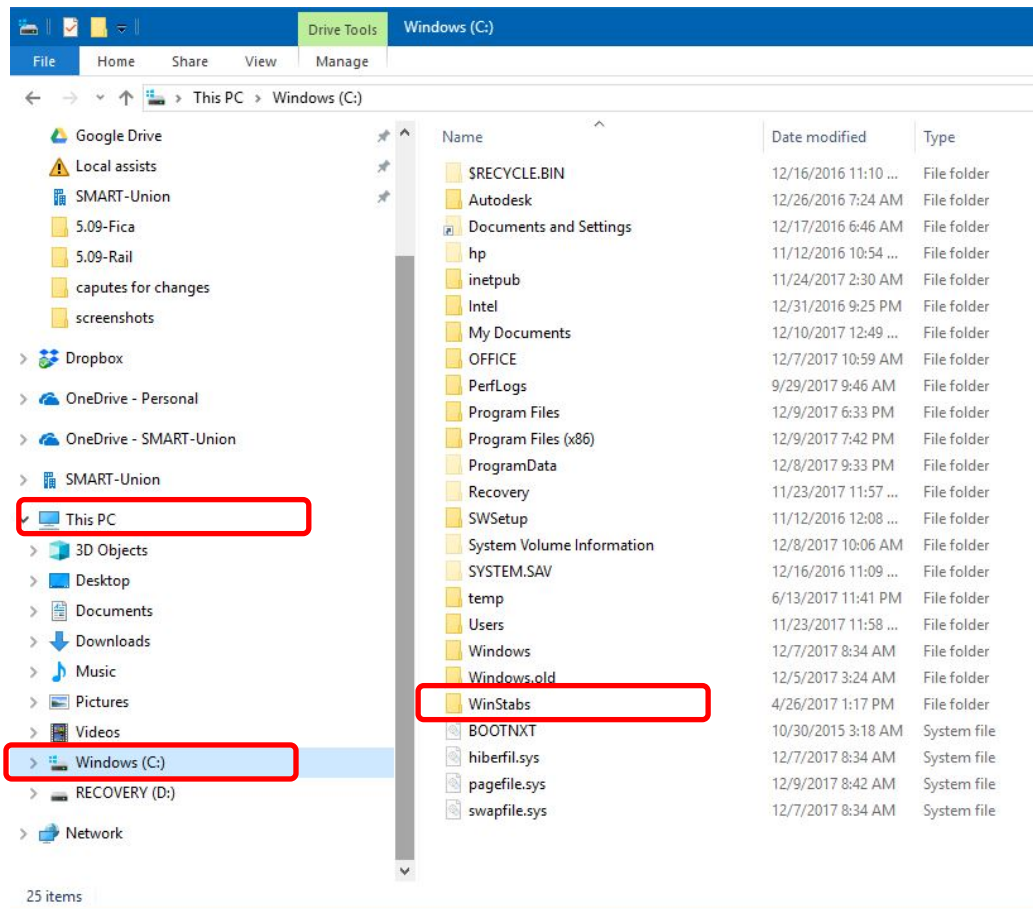 Drive Tools Windows (C:)
File Home Share View Manage
This PC > Windows (C:)
Google Drive
Local assists
SMART-Union
5.09-Fica
5.09-Rail
caputes for changes
screenshots
Dropbox
OneDrive - Personal
OneDrive - SMART-Union
SMART-Union
This PC
3D Objects
Desktop
Documents
Downloads
Music
Pictures
Videos
Windows (C:)
RECOVERY (D:)
Network
Name Date modified Type
$RECYCLE.BIN 12/16/2016 11:10 ... File folder
Autodesk 12/26/2016 7:24 AM File folder
Documents and Settings 12/17/2016 6:46 AM File folder
hp 11/12/2016 10:54 ... File folder
inetpub 11/24/2017 2:30 AM File folder
Intel 12/31/2016 9:25 PM File folder
My Documents 12/10/2017 12:49 ... File folder
OFFICE 12/7/2017 10:59 AM File folder
PerfLogs 9/29/2017 9:46 AM File folder
Program Files 12/9/2017 6:33 PM File folder
Program Files (x86) 12/9/2017 7:42 PM File folder
ProgramData 12/8/2017 9:33 PM File folder
Recovery 11/23/2017 11:57 ... File folder
SWSetup 11/12/2016 12:08 ... File folder
System Volume Information 12/8/2017 10:06 AM File folder
SYSTEM.SAV 12/16/2016 11:09 ... File folder
temp 6/13/2017 11:41 PM File folder
Users 11/23/2017 11:58 ... File folder
Windows 12/7/2017 8:34 AM File folder
Windows.old 12/5/2017 3:24 AM File folder
WinStabs 4/26/2017 1:17 PM File folder
BOOTNXT 10/30/2015 3:18 AM System file
hiberfil.sys 12/7/2017 8:34 AM System file
pagefile.sys 12/9/2017 8:42 AM System file
swapfile.sys 12/7/2017 8:34 AM System file
25 items